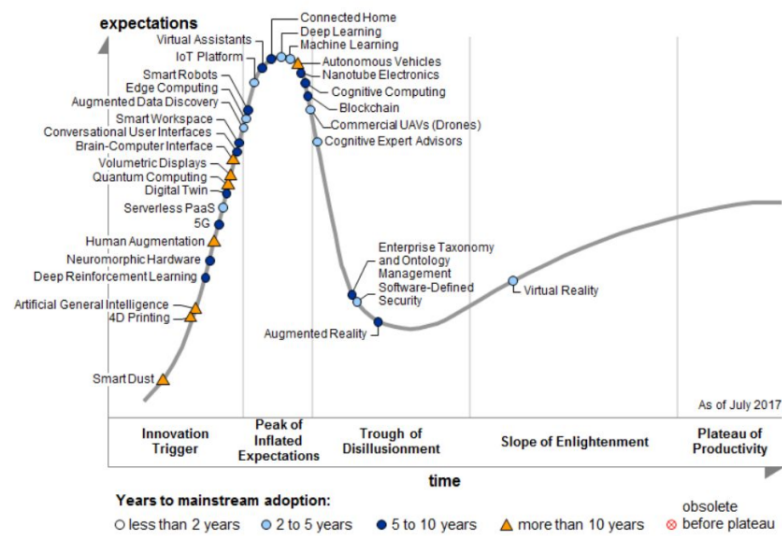 expectations
Connected Home
Deep Learning
Machine Learning
Virtual Assistants
IoT Platform
Autonomous Vehicles
Nanotube Electronics
Smart Robots
Edge Computing
Cognitive Computing
Augmented Data Discovery
Blockchain
Smart Workspace
Commercial UAVs (Drones)
Conversational User Interfaces
Cognitive Expert Advisors
Brain-Computer Interface
Volumetric Displays
Quantum Computing
Digital Twin
Serverless PaaS
5G
Human Augmentation
Neuromorphic Hardware
Deep Reinforcement Learning
Artificial General Intelligence
4D Printing
Smart Dust
Enterprise Taxonomy
and Ontology
Management
Software-Defined
Security
Augmented Reality
Virtual Reality
As of July 2017
Innovation
Trigger
Peak of
Inflated
Expectations
Trough of
Disillusionment
Slope of Enlightenment
Plateau of
Productivity
time
Years to mainstream adoption:
less than 2 years
2 to 5 years
5 to 10 years
more than 10 years
obsolete
before plateau